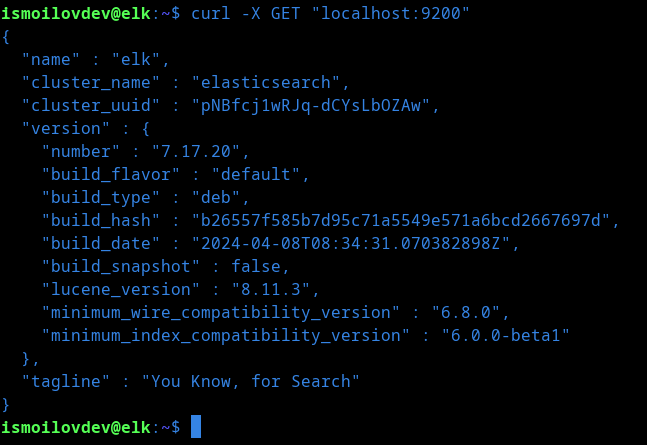 ismoilovdev@elk:~$ curl -X GET "localhost:9200"
{
  "name" : "elk",
  "cluster_name" : "elasticsearch",
  "cluster_uuid" : "pNBfcj1wRJq-dCYsLbOZAw",
  "version" : {
    "number" : "7.17.20",
    "build_flavor" : "default",
    "build_type" : "deb",
    "build_hash" : "b26557f585b7d95c71a5549e571a6bcd2667697d",
    "build_date" : "2024-04-08T08:34:31.070382898Z",
    "build_snapshot" : false,
    "lucene_version" : "8.11.3",
    "minimum_wire_compatibility_version" : "6.8.0",
    "minimum_index_compatibility_version" : "6.0.0-beta1"
  },
  "tagline" : "You Know, for Search"
}
ismoilovdev@elk:~$